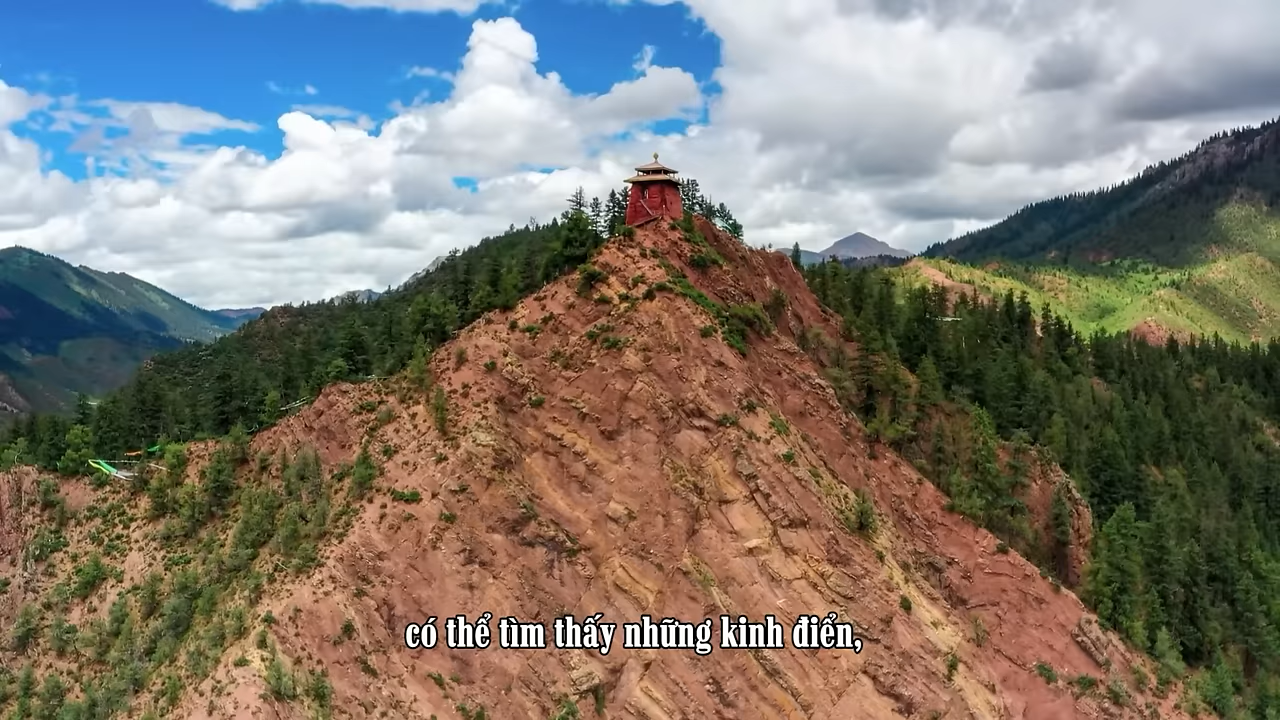 có thể tìm thấy những kinh điển,